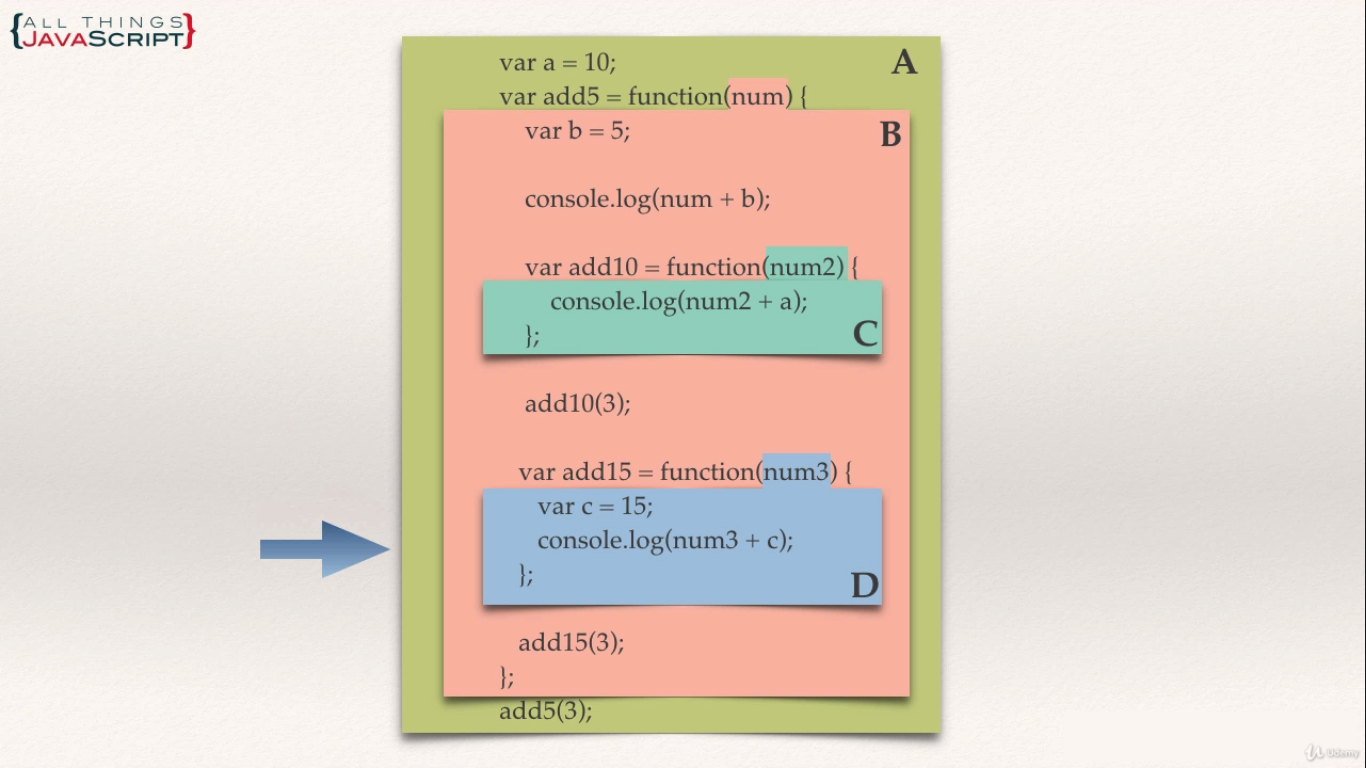 {ALL THINGS
JAVASCRIPT}
var a = 10;
A
var add5 = function(num) {
var b = 5;
B
console.log(num + b);
var add10 = function(num2) {
console.log(num2 + a);
};
C
add10(3);
var add15 = function(num3) {
var c = 15;
console.log(num3 + c);
};
D
add15(3);
};
add5(3);
Udemy